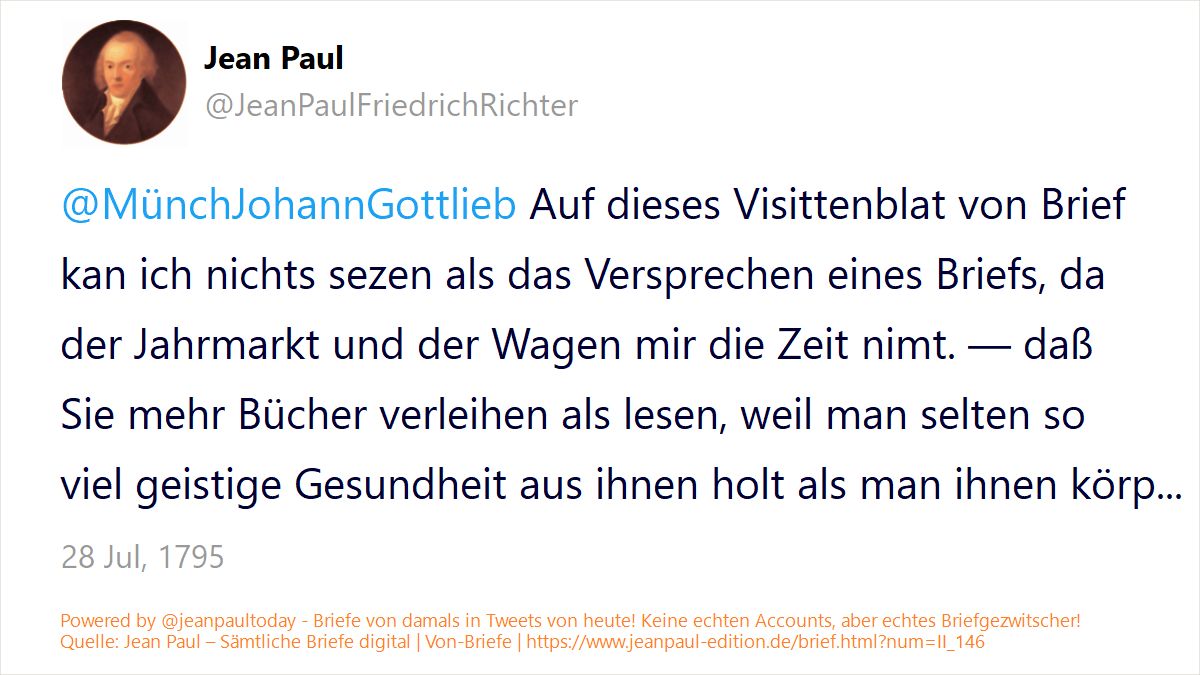 Jean Paul
@JeanPaulFriedrichRichter
@MünchJohannGottlieb Auf dieses Visittenblat von Brief
kan ich nichts sezen als das Versprechen eines Briefs, da
der Jahrmarkt und der Wagen mir die Zeit nimt. — daß
Sie mehr Bücher verleihen als lesen, weil man selten so
viel geistige Gesundheit aus ihnen holt als man ihnen körp...
28 Jul, 1795
Powered by @jeanpaultoday - Briefe von damals in Tweets von heute! Keine echten Accounts, aber echtes Briefgezwitscher!
Quelle: Jean Paul – Sämtliche Briefe digital | Von-Briefe | https://www.jeanpaul-edition.de/brief.html?num=II_146